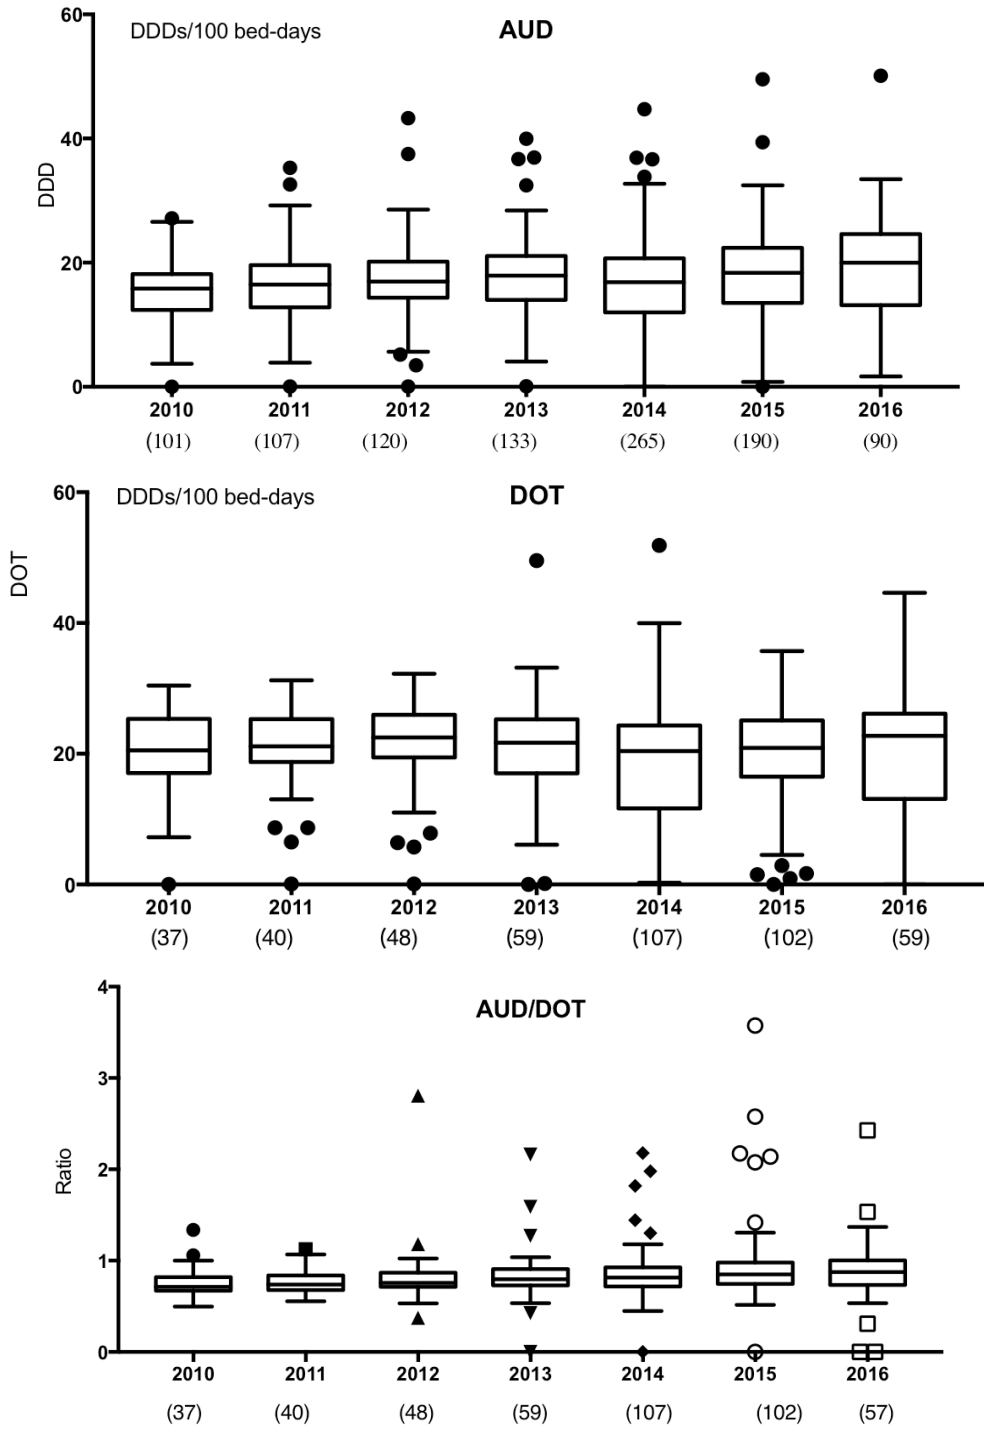 60
DDDs/100 bed-days
AUD
40
DDD
20
0
2010 2011 2012 2013 2014 2015 2016
(101) (107) (120) (133) (265) (190) (90)
60
DDDs/100 bed-days
DOT
DOT
40
20
0
2010 2011 2012 2013 2014 2015 2016
(37) (40) (48) (59) (107) (102) (59)
4
AUD/DOT
3
2
Ratio
1
0
2010 2011 2012 2013 2014 2015 2016
(37) (40) (48) (59) (107) (102) (57)